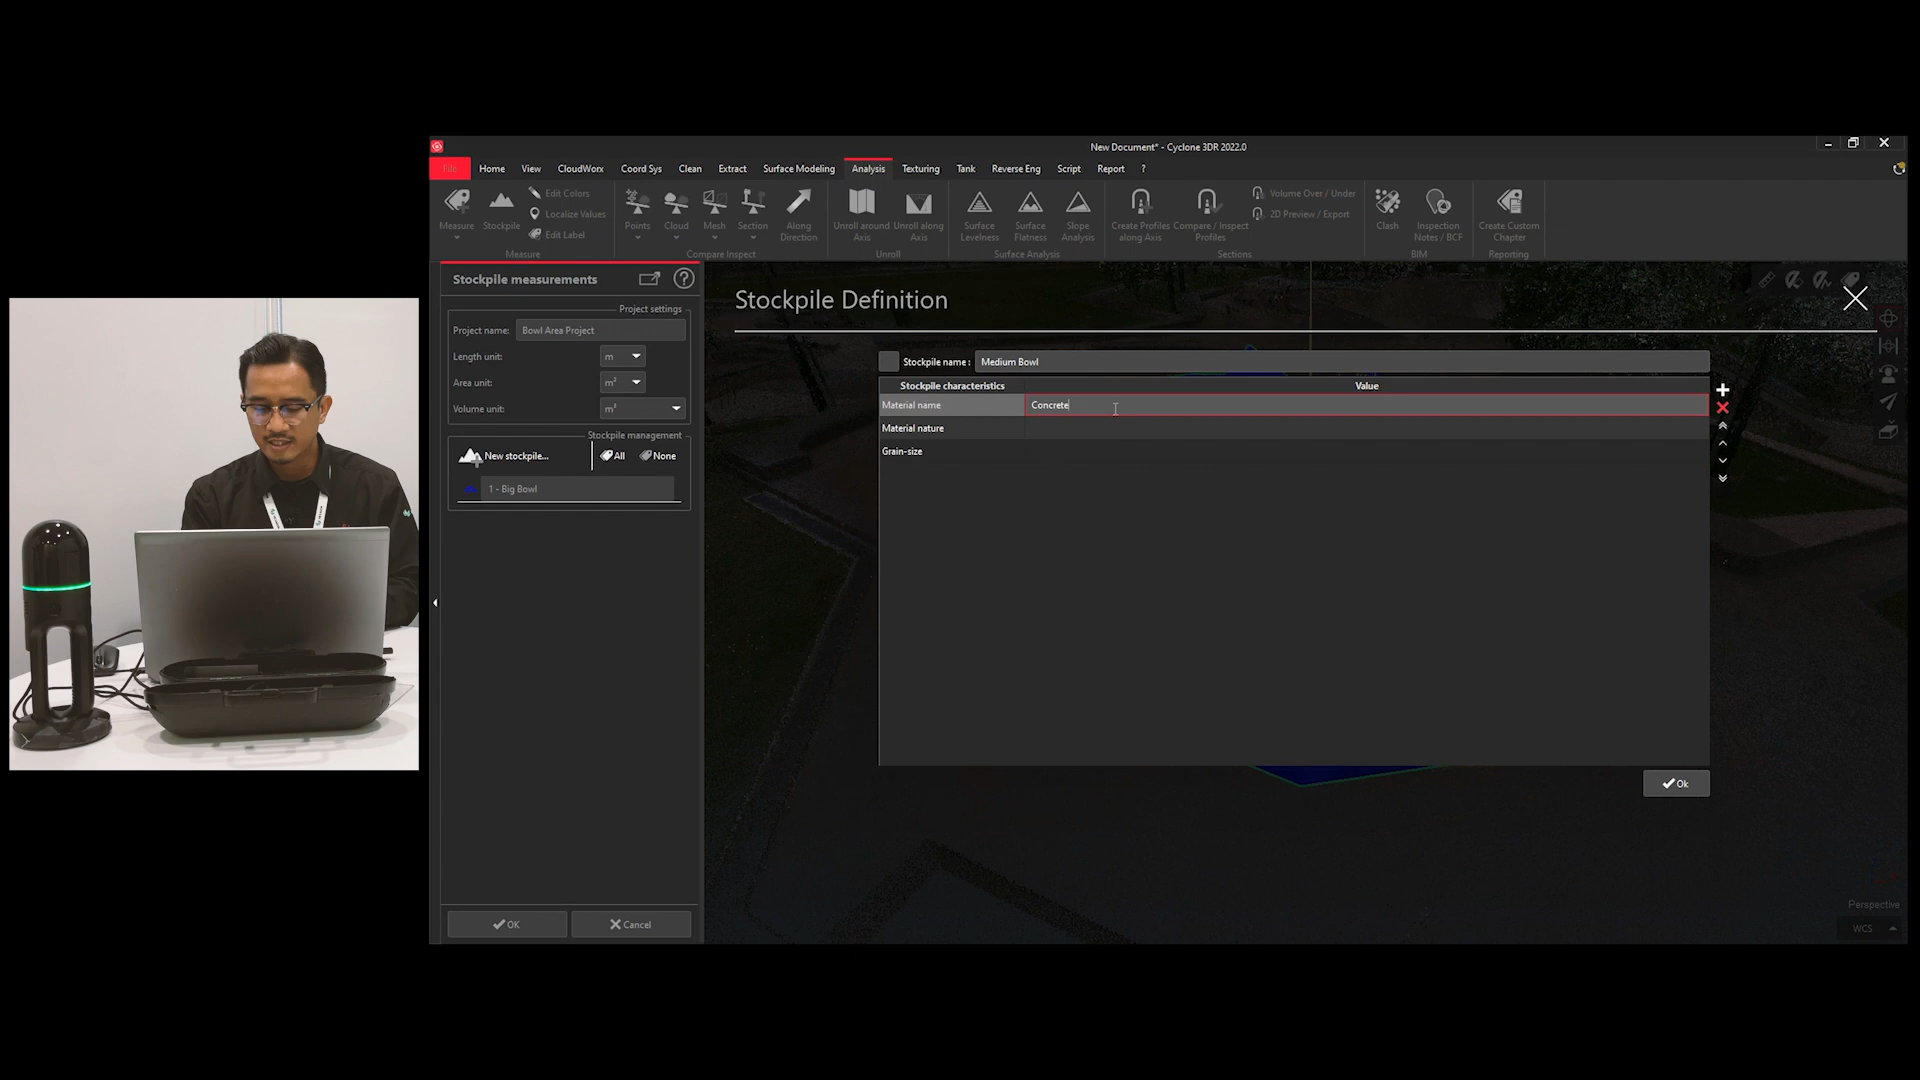 New Document* - Cyclone 3DR 2022.0
File Home View CloudWorx Coord Sys Clean Extract Surface Modeling Analysis Texturing Tank Reverse Eng Script Report ?
Measure
Stockpile
Edit Colors
Localize Values
Edit Label
Measure
Points
Cloud
Mesh
Section
Along
Direction
Compare Inspect
Unroll around
Axis
Unroll along
Axis
Unroll
Surface
Levelness
Surface
Flatness
Slope
Analysis
Surface Analysis
Create Profiles
along Axis
Compare / Inspect
Profiles
Volume Over / Under
2D Preview / Export
Sections
Clash
Inspection
Notes / BCF
BIM
Create Custom
Chapter
Reporting
Stockpile measurements
?
Project settings
Project name: Bowl Area Project
Length unit: m
Area unit: m²
Volume unit: m³
Stockpile management
New stockpile... All None
1 - Big Bowl
OK Cancel
Stockpile Definition
Stockpile name : Medium Bowl
Stockpile characteristics Value
Material name Concrete
Material nature
Grain-size
Ok
Perspective
WCS